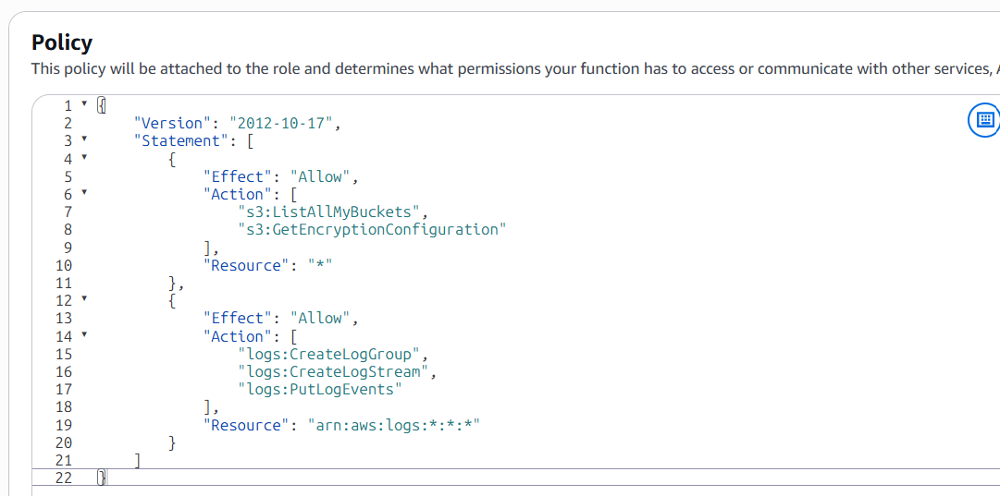 Policy
This policy will be attached to the role and determines what permissions your function has to access or communicate with other services,
1 {
2     "Version": "2012-10-17",
3     "Statement": [
4         {
5             "Effect": "Allow",
6             "Action": [
7                 "s3:ListAllMyBuckets",
8                 "s3:GetEncryptionConfiguration"
9             ],
10             "Resource": "*"
11         },
12         {
13             "Effect": "Allow",
14             "Action": [
15                 "logs:CreateLogGroup",
16                 "logs:CreateLogStream",
17                 "logs:PutLogEvents"
18             ],
19             "Resource": "arn:aws:logs:*:*:*"
20         }
21     ]
22 }